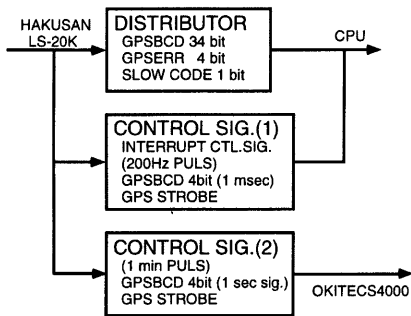 HAKUSAN
LS-20K
DISTRIBUTOR
GPSBCD 34 bit
GPSERR 4 bit
SLOW CODE 1 bit
CPU
CONTROL SIG.(1)
INTERRUPT CTL.SIG.
(200Hz PULS)
GPSBCD 4bit (1 msec)
GPS STROBE
CONTROL SIG.(2)
(1 min PULS)
GPSBCD 4bit (1 sec sig.)
GPS STROBE
OKITECS4000